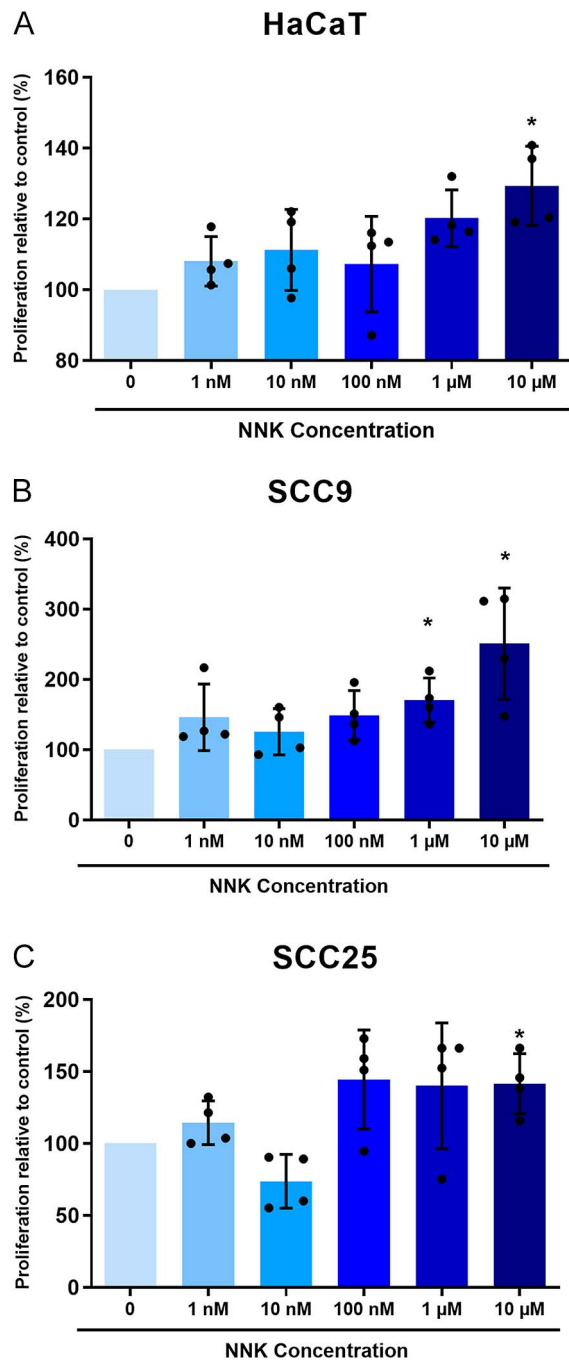 A
HaCaT
Proliferation relative to control (%)
160
140
120
100
80
*
0 1 nM 10 nM 100 nM 1 µM 10 µM
NNK Concentration
B
SCC9
Proliferation relative to control (%)
400
300
200
100
0
* *
0 1 nM 10 nM 100 nM 1 µM 10 µM
NNK Concentration
C
SCC25
Proliferation relative to control (%)
200
150
100
50
0
*
0 1 nM 10 nM 100 nM 1 µM 10 µM
NNK Concentration